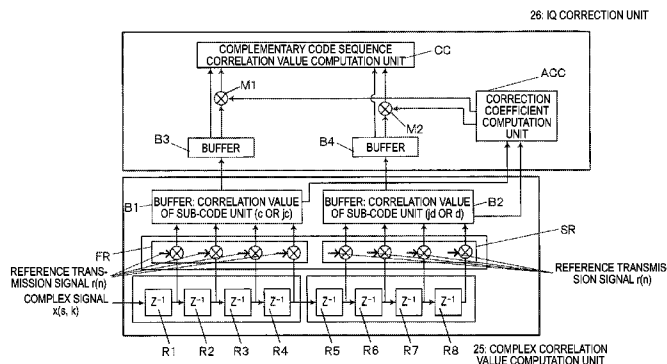 26: IQ CORRECTION UNIT
COMPLEMENTARY CODE SEQUENCE
CORRELATION VALUE COMPUTATION UNIT
CC
ACC
M1
CORRECTION
COEFFICIENT
COMPUTATION
UNIT
M2
B3
BUFFER
B4
BUFFER
B1
BUFFER: CORRELATION VALUE
OF SUB-CODE UNIT (c OR jc)
BUFFER: CORRELATION VALUE
OF SUB-CODE UNIT (jd OR d)
B2
FR
SR
REFERENCE TRANS-
MISSION SIGNAL r(n)
REFERENCE TRANSMIS
SION SIGNAL r(n)
COMPLEX SIGNAL
x(s, k)
Z⁻¹ Z⁻¹ Z⁻¹ Z⁻¹ Z⁻¹ Z⁻¹ Z⁻¹ Z⁻¹
R1 R2 R3 R4 R5 R6 R7 R8
25: COMPLEX CORRELATION
VALUE COMPUTATION UNIT